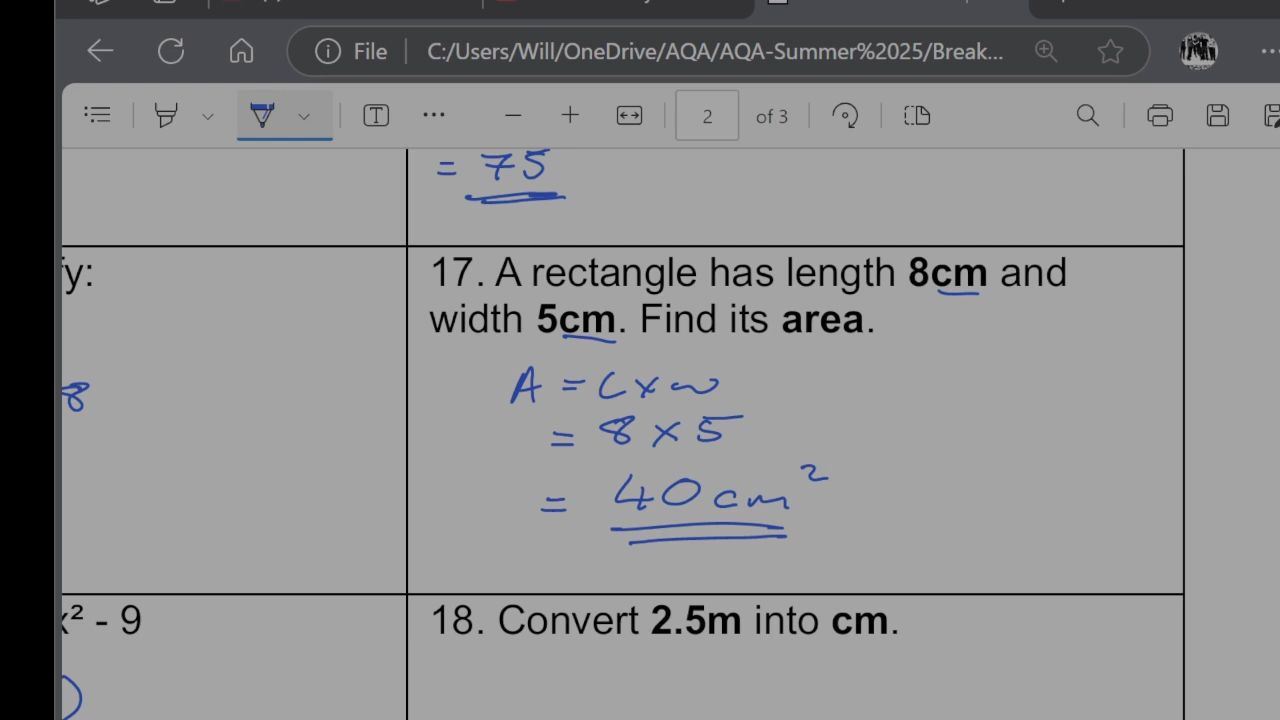 File C:/Users/Will/OneDrive/AQA/AQA-Summer%2025/Break...
2 of 3
= 75
fy:
17. A rectangle has length 8cm and
width 5cm. Find its area.
8
A = L x w
= 8 x 5
= 40cm²
x² - 9
18. Convert 2.5m into cm.